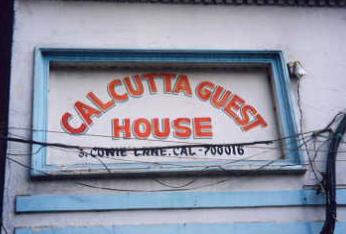 CALCUTTA GUEST
HOUSE
3, COWIE LANE. CAL-700016